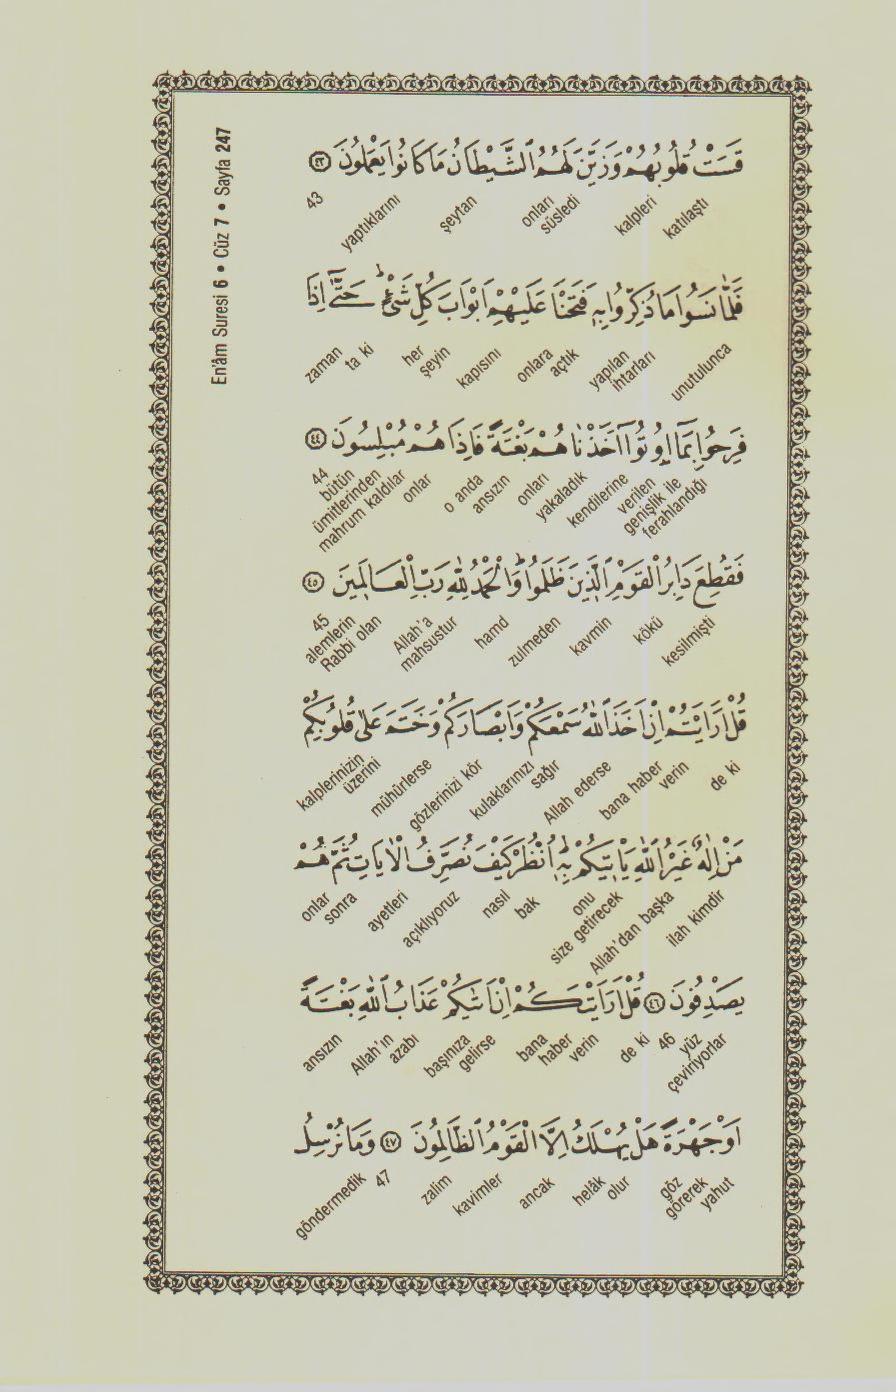 En'âm Suresi 6 • Cüz 7 • Sayfa 247
قَسَتْ قُلُوبُهُمْ وَزَيَّنَ لَهُمُ الشَّيْطَانُ مَا كَانُوا يَعْمَلُونَ ﴿٤٣﴾
katılaştı kalpleri onları süsledi şeytan yaptıklarını 43
فَلَمَّا نَسُوا مَا ذُكِّرُوا بِهِ فَتَحْنَا عَلَيْهِمْ اَبْوَابَ كُلِّ شَيْءٍ حَتّٰٓى اِذَا
unutulunca yapılan ihtarları açtık onlara kapısını her şeyin ta ki zaman
فَرِحُوا بِمَٓا اُو۫تُٓوا اَخَذْنَاهُمْ بَغْتَةً فَاِذَا هُمْ مُبْلِسُونَ ﴿٤٤﴾
verilen genişlik ile ferahlandığı kendilerine yakaladık onları ansızın o anda onlar bütün ümitlerinden mahrum kaldılar 44
فَقُطِعَ دَابِرُ الْقَوْمِ الَّذ۪ينَ ظَلَمُوا وَالْحَمْدُ لِلّٰهِ رَبِّ الْعَالَم۪ينَ ﴿٤٥﴾
kesilmişti kökü kavmin zulmeden hamd Allah'a mahsustur alemlerin Rabbi olan 45
قُلْ اَرَاَيْتُمْ اِنْ اَخَذَ اللّٰهُ سَمْعَكُمْ وَاَبْصَارَكُمْ وَخَتَمَ عَلٰى قُلُوبِكُمْ
de ki bana haber verin Allah ederse sağır kulaklarınızı gözlerinizi kör mühürlerse kalplerinizin üzerini
مَنْ اِلٰهٌ غَيْرُ اللّٰهِ يَأْت۪يكُمْ بِهِ اُنْظُرْ كَيْفَ نُصَرِّفُ الْاٰيَاتِ ثُمَّ هُمْ
ilah kimdir Allah'dan başka size getirecek onu bak nasıl açıklıyoruz ayetleri sonra onlar
يَصْدِفُونَ ﴿٤٦﴾ قُلْ اَرَاَيْتَكُمْ اِنْ اَتٰيكُمْ عَذَابُ اللّٰهِ بَغْتَةً
yüz çeviriyorlar 46 de ki bana haber verin başınıza gelirse azabı Allah'ın ansızın
اَوْ جَهْرَةً هَلْ يُهْلَكُ اِلَّا الْقَوْمُ الظَّالِمُونَ ﴿٤٧﴾ وَمَا نُرْسِلُ
yahut göz görerek helâk olur ancak kavimler zalim 47 göndermedik